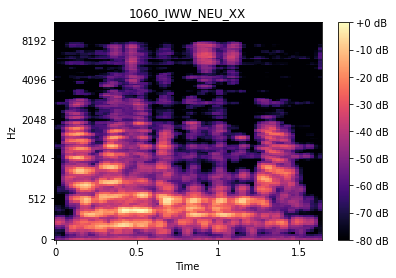 1060_IWW_NEU_XX
+0 dB
8192
-10 dB
4096
-20 dB
-30 dB
2048
Hz
-40 dB
1024
-50 dB
512
-60 dB
-70 dB
0
-80 dB
0 0.5 1 1.5
Time